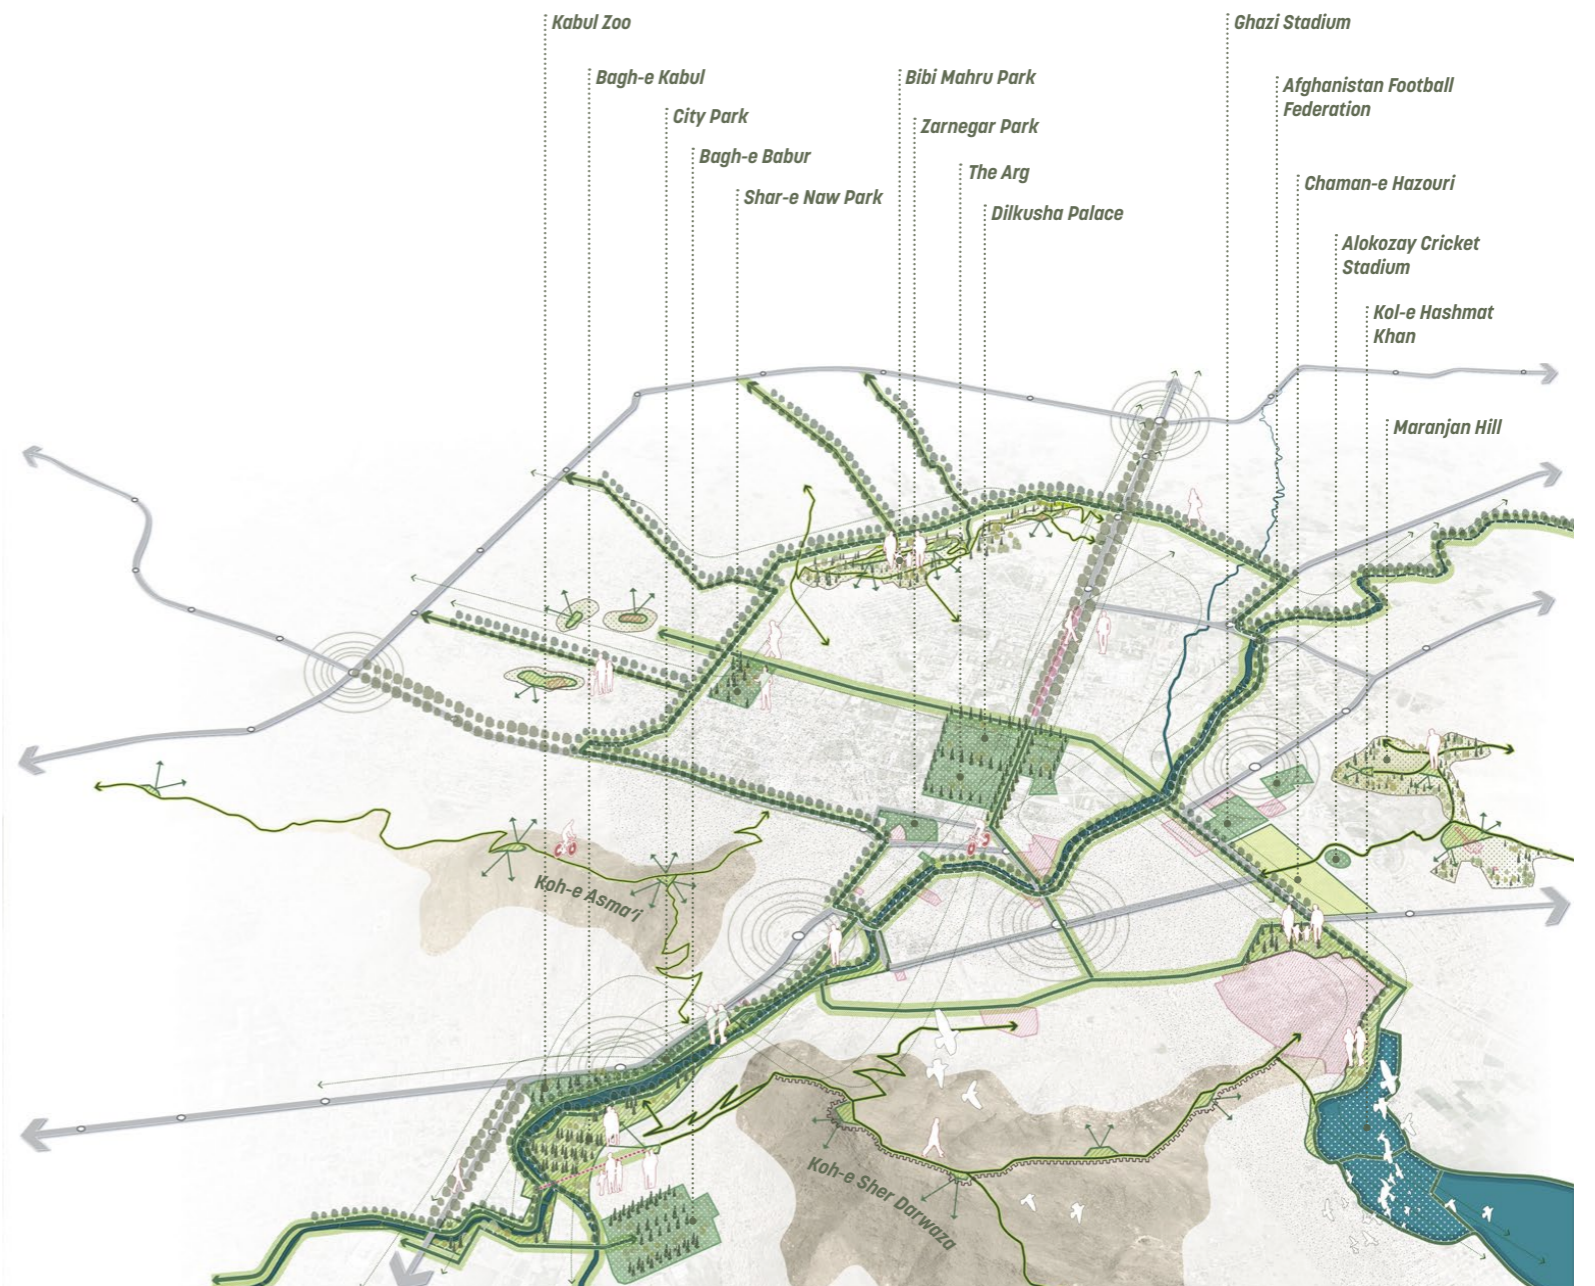 Kabul Zoo
Bagh-e Kabul
City Park
Bagh-e Babur
Shar-e Naw Park
Bibi Mahru Park
Zarnegar Park
The Arg
Dilkusha Palace
Ghazi Stadium
Afghanistan Football
Federation
Chaman-e Hazouri
Alokozay Cricket
Stadium
Kol-e Hashmat
Khan
Maranjan Hill
Koh-e Asma'i
Koh-e Sher Darwaza